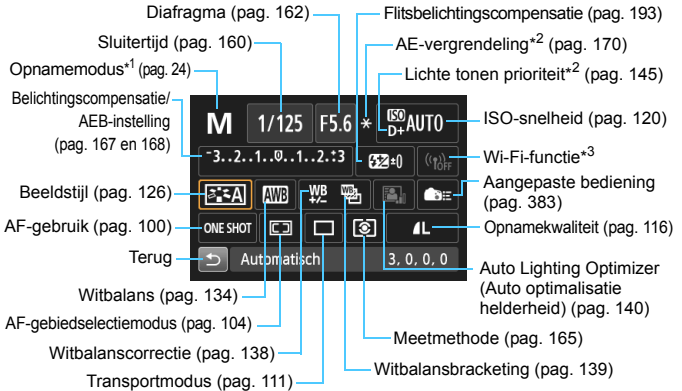 Diafragma (pag. 162)
Flitsbelichtingscompensatie (pag. 193)
Sluitertijd (pag. 160)
AE-vergrendeling*2 (pag. 170)
Opnamemodus*1 (pag. 24)
Lichte tonen prioriteit*2 (pag. 145)
Belichtingscompensatie/
AEB-instelling
(pag. 167 en 168)
M 1/125 F5.6 * ISO D+ AUTO
ISO-snelheid (pag. 120)
-3..2..1..0..1..2.:+3 ±0 OFF
Wi-Fi-functie*3
Beeldstijl (pag. 126)
A AWB WB +/- WB
Aangepaste bediening
(pag. 383)
AF-gebruik (pag. 100)
ONE SHOT L
Opnamekwaliteit (pag. 116)
Terug
Automatisch 3, 0, 0, 0
Auto Lighting Optimizer
(Auto optimalisatie
helderheid) (pag. 140)
Witbalans (pag. 134)
AF-gebiedselectiemodus (pag. 104)
Meetmethode (pag. 165)
Witbalanscorrectie (pag. 138)
Witbalansbracketing (pag. 139)
Transportmodus (pag. 111)